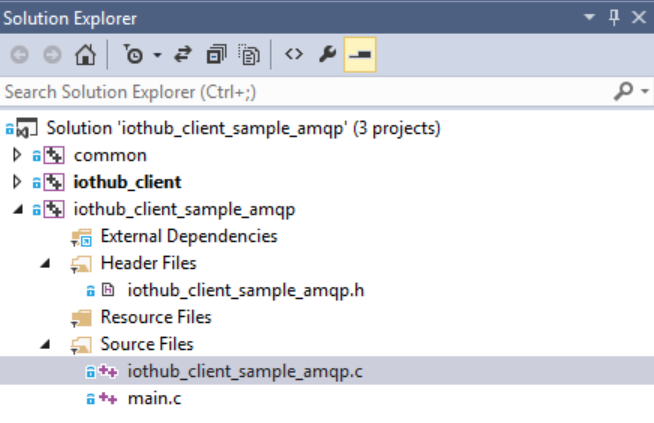 Solution Explorer
Search Solution Explorer (Ctrl+;)
Solution 'iothub_client_sample_amqp' (3 projects)
common
iothub_client
iothub_client_sample_amqp
External Dependencies
Header Files
iothub_client_sample_amqp.h
Resource Files
Source Files
iothub_client_sample_amqp.c
main.c